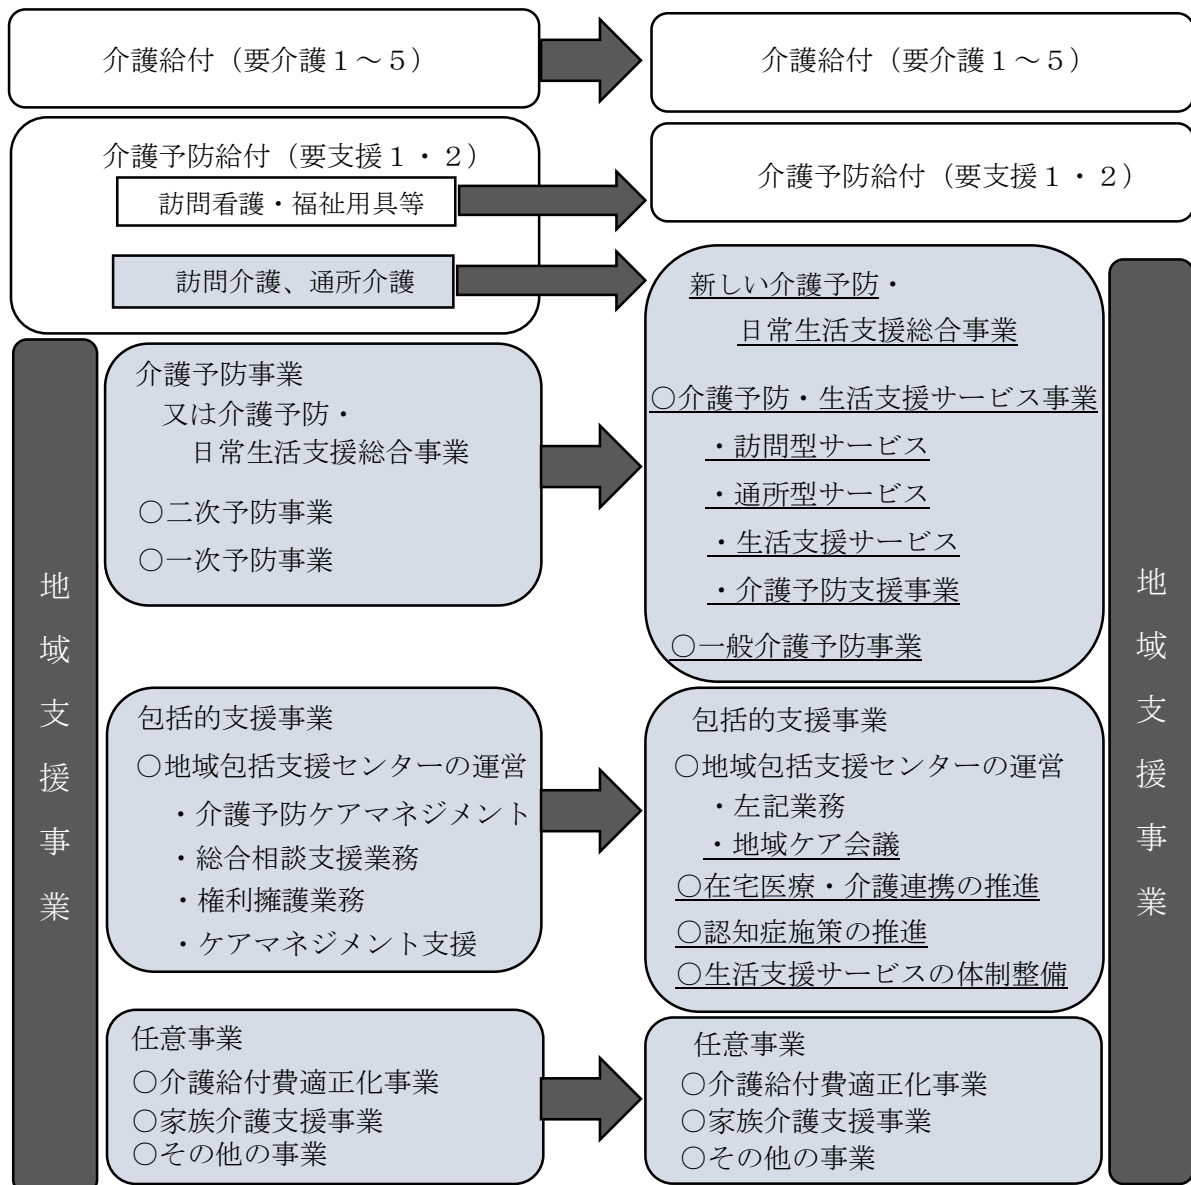 介護給付（要介護１～５）
介護給付（要介護１～５）
介護予防給付（要支援１・２）
訪問看護・福祉用具等
訪問介護、通所介護
介護予防給付（要支援１・２）
地域支援事業
介護予防事業
又は介護予防・
日常生活支援総合事業
○二次予防事業
○一次予防事業
新しい介護予防・
日常生活支援総合事業
○介護予防・生活支援サービス事業
・訪問型サービス
・通所型サービス
・生活支援サービス
・介護予防支援事業
○一般介護予防事業
包括的支援事業
○地域包括支援センターの運営
・介護予防ケアマネジメント
・総合相談支援業務
・権利擁護業務
・ケアマネジメント支援
包括的支援事業
○地域包括支援センターの運営
・左記業務
・地域ケア会議
○在宅医療・介護連携の推進
○認知症施策の推進
○生活支援サービスの体制整備
任意事業
○介護給付費適正化事業
○家族介護支援事業
○その他の事業
任意事業
○介護給付費適正化事業
○家族介護支援事業
○その他の事業
地域支援事業